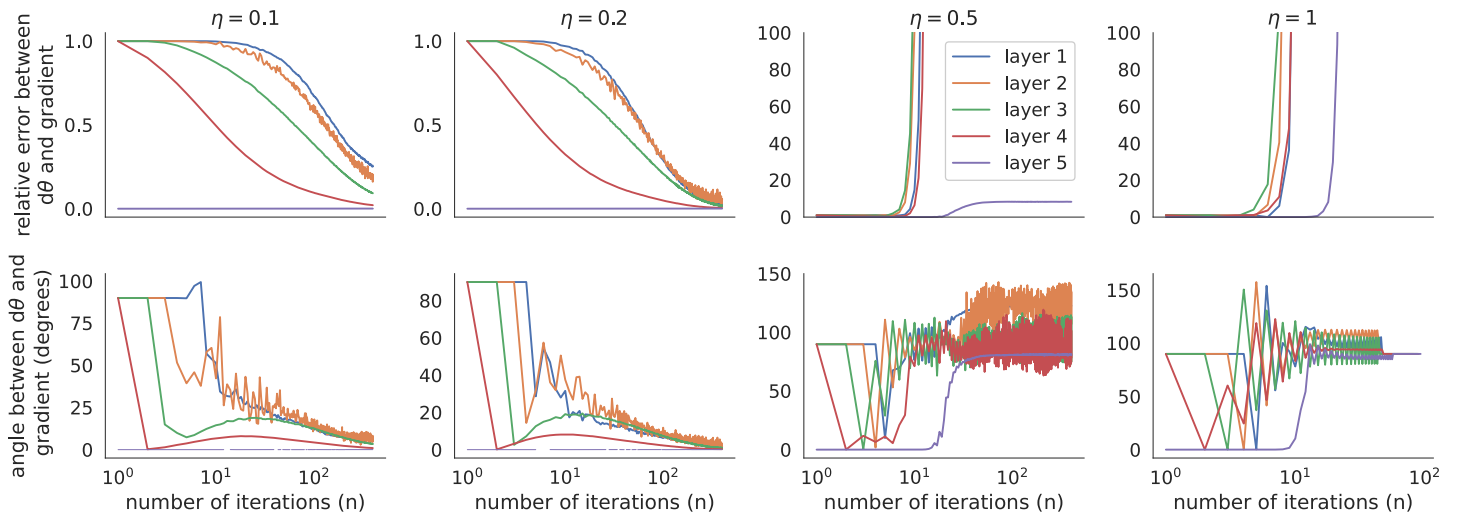 η = 0.1
η = 0.2
η = 0.5
η = 1
relative error between
dθ and gradient
1.0
0.5
0.0
1.0
0.5
0.0
100
80
60
40
20
0
layer 1
layer 2
layer 3
layer 4
layer 5
100
80
60
40
20
0
angle between dθ and
gradient (degrees)
100
75
50
25
0
80
60
40
20
0
150
100
50
0
150
100
50
0
10⁰ 10¹ 10²
10⁰ 10¹ 10²
10⁰ 10¹ 10²
10⁰ 10¹ 10²
number of iterations (n)
number of iterations (n)
number of iterations (n)
number of iterations (n)